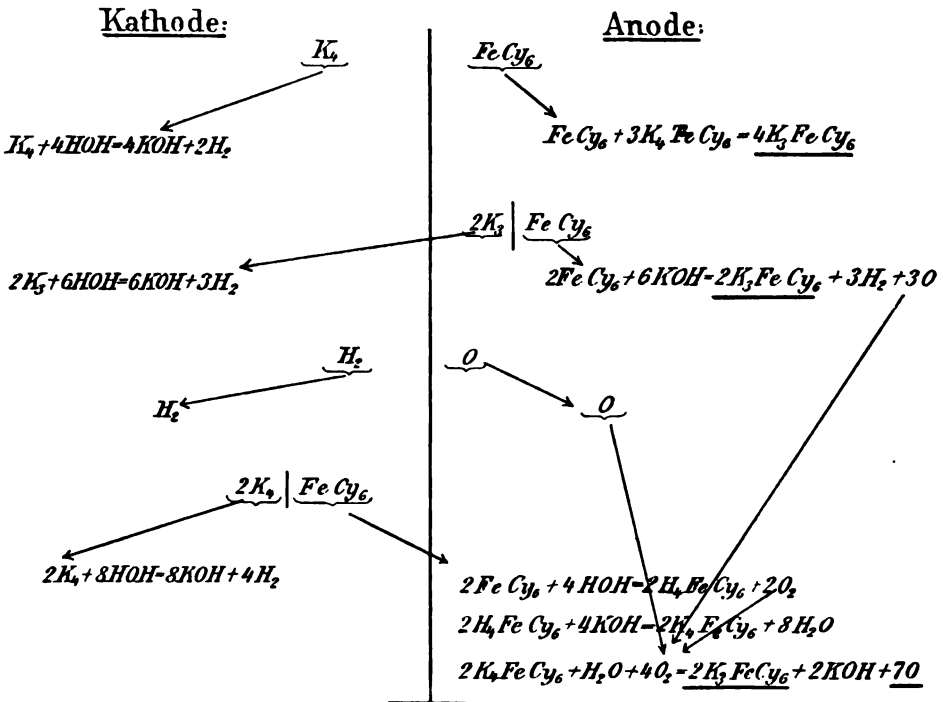 Kathode: Anode:
K₄ FeCy₆
K₄+4HOH=4KOH+2H₂ FeCy₆+3K₄FeCy₆=4K₃FeCy₆
2K₃ | FeCy₆
2K₃+6HOH=6KOH+3H₂ 2FeCy₆+6KOH=2K₃FeCy₆+3H₂+3O
H₂ O
H₂ O
2K₄ | FeCy₆
2K₄+8HOH=8KOH+4H₂ 2FeCy₆+4HOH=2H₄FeCy₆+2O₂
2H₄FeCy₆+4KOH=2K₄FeCy₆+8H₂O
2K₄FeCy₆+H₂O+4O₂=2K₃FeCy₆+2KOH+7O